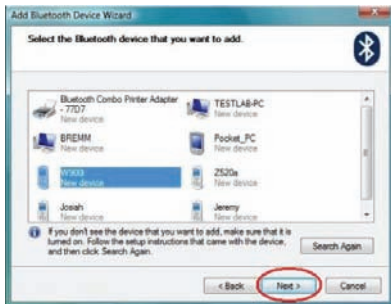 Add Bluetooth Device Wizard
Select the Bluetooth device that you want to add.
Bluetooth Combo Printer Adapter
- 77D7
New device
TESTLAB-PC
New device
BREMM
New device
Pocket_PC
New device
W900
New device
Z520a
New device
Josiah
New device
Jeremy
New device
If you don't see the device that you want to add, make sure that it is
turned on. Follow the setup instructions that came with the device,
and then click Search Again.
Search Again
< Back
Next >
Cancel